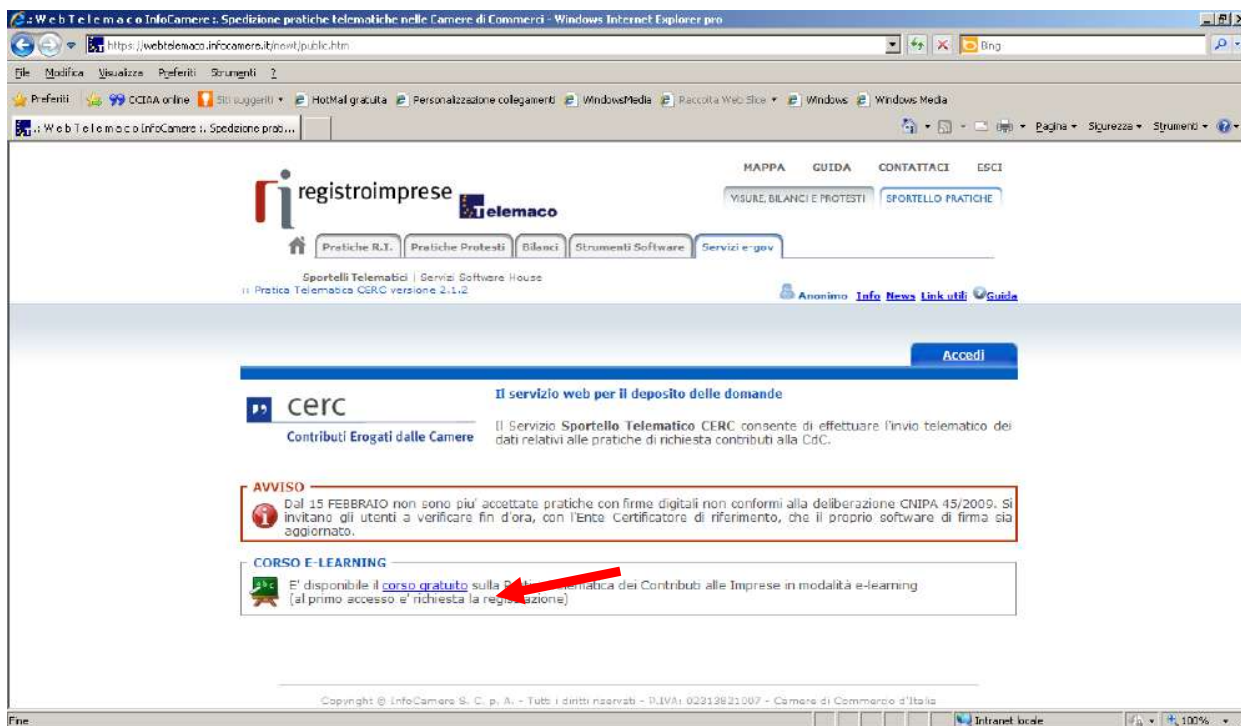 .: W e b T e l e m a c o InfoCamere :. Spedizione pratiche telematiche nelle Camere di Commerci - Windows Internet Explorer pro
https://webtelemaco.infocamere.it/newt/public.htm
Bing
File Modifica Visualizza Preferiti Strumenti ?
Preferiti CCIAA online Siti suggeriti HotMail gratuita Personalizzazione collegamenti WindowsMedia Raccolta Web Slice Windows Windows Media
.: W e b T e l e m a c o InfoCamere :. Spedizione prati...
Pagina Sicurezza Strumenti
MAPPA GUIDA CONTATTACI ESCI
registroimprese
Telemaco
VISURE, BILANCI E PROTESTI SPORTELLO PRATICHE
Pratiche R.I. Pratiche Protesti Bilanci Strumenti Software Servizi e-gov
Sportelli Telematici | Servizi Software House
:: Pratica Telematica CERC versione 2.1.2
Anonimo Info News Link utili Guida
Accedi
cerc
Contributi Erogati dalle Camere
Il servizio web per il deposito delle domande
Il Servizio Sportello Telematico CERC consente di effettuare l'invio telematico dei
dati relativi alle pratiche di richiesta contributi alla CdC.
AVVISO
Dal 15 FEBBRAIO non sono piu' accettate pratiche con firme digitali non conformi alla deliberazione CNIPA 45/2009. Si
invitano gli utenti a verificare fin d'ora, con l'Ente Certificatore di riferimento, che il proprio software di firma sia
aggiornato.
CORSO E-LEARNING
E' disponibile il corso gratuito sulla dei Contributi alle Imprese in modalità e-learning
(al primo accesso e' richiesta la registrazione)
Copyright @ InfoCamere S. C. p. A. - Tutti i diritti riservati - P.IVA: 02313821007 - Camere di Commercio d'Italia
Fine
Intranet locale
100%